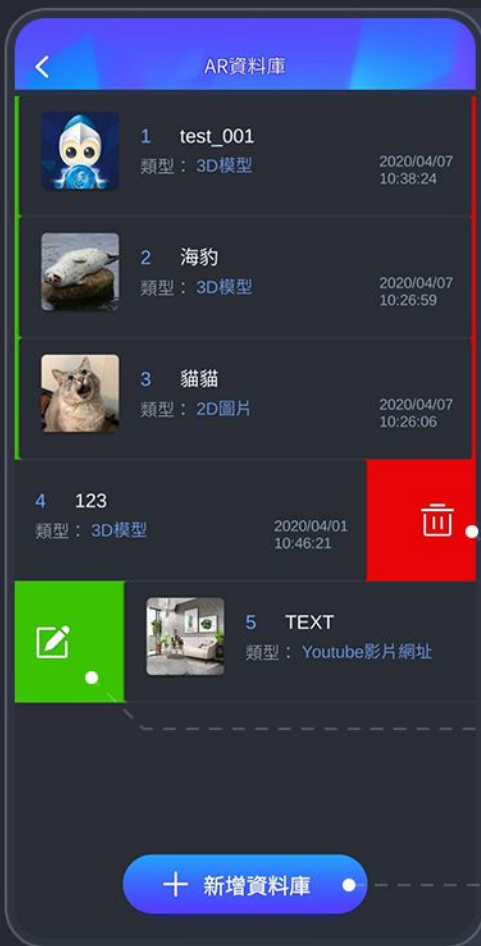 AR資料庫
1 test_001
類型： 3D模型
2020/04/07
10:38:24
2 海豹
類型： 3D模型
2020/04/07
10:26:59
3 貓貓
類型： 2D圖片
2020/04/07
10:26:06
4 123
類型： 3D模型
2020/04/01
10:46:21
5 TEXT
類型： Youtube影片網址
新增資料庫